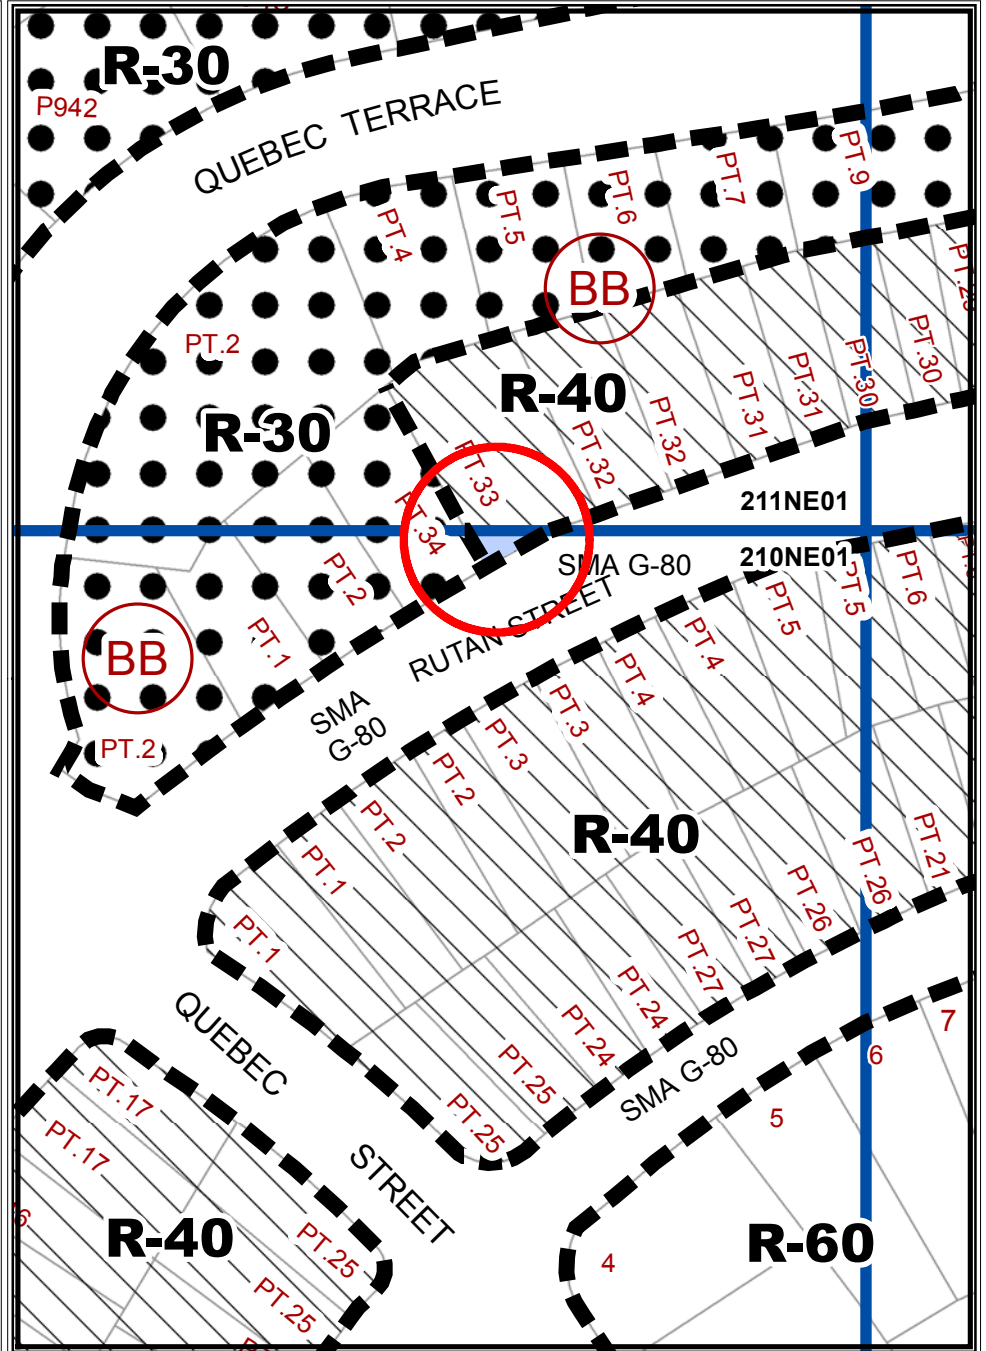 R-30
P942
QUEBEC TERRACE
PT.9
PT.7
PT.6
PT.5
PT.4
BB
PT.2
R-40
R-30
PT.30
PT.30
PT.31
PT.31
PT.32
PT.32
PT.33
PT.34
211NE01
210NE01
SMA G-80
RUTAN STREET
PT.2
PT.1
BB
PT.2
SMA
G-80
PT.6
PT.5
PT.5
PT.4
PT.4
PT.3
PT.3
PT.2
PT.2
PT.1
PT.1
R-40
PT.21
PT.26
PT.26
PT.27
PT.27
PT.24
PT.24
PT.25
PT.25
SMA G-80
QUEBEC
STREET
PT.17
PT.17
R-40
PT.25
PT.25
7
6
5
4
R-60